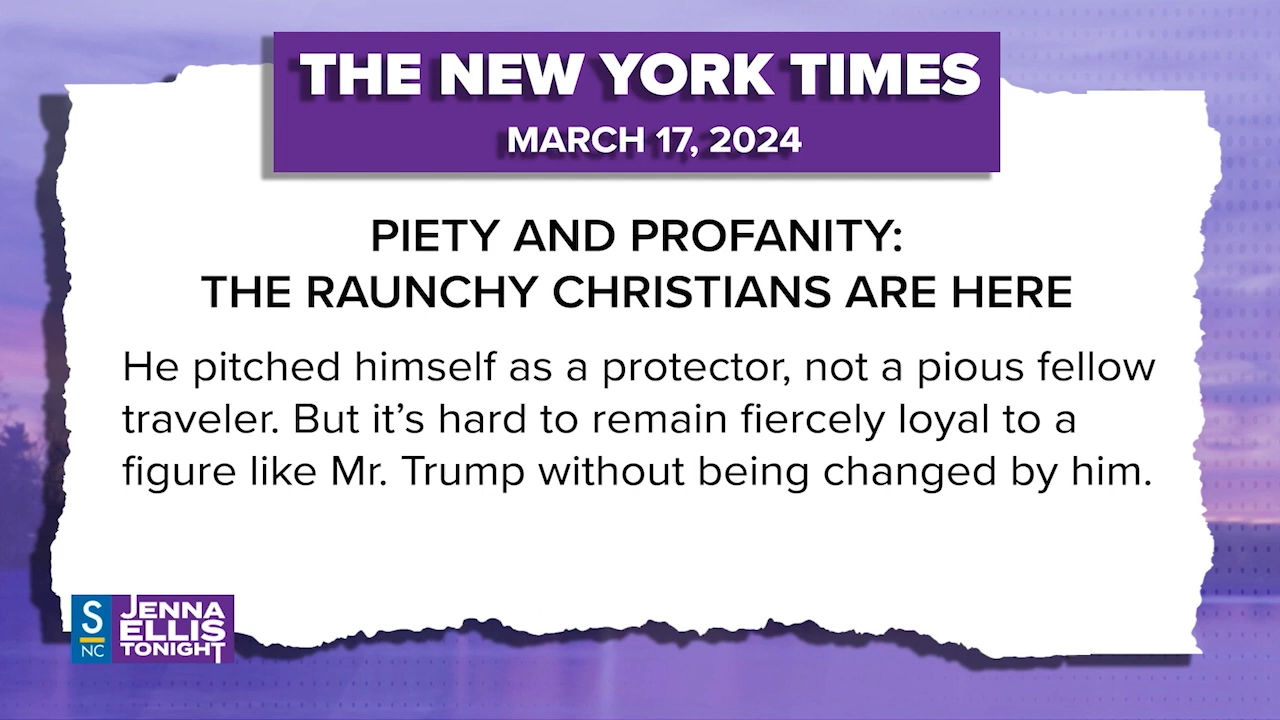 THE NEW YORK TIMES
MARCH 17, 2024
PIETY AND PROFANITY:
THE RAUNCHY CHRISTIANS ARE HERE
He pitched himself as a protector, not a pious fellow
traveler. But it’s hard to remain fiercely loyal to a
figure like Mr. Trump without being changed by him.
S
NC
JENNA
ELLIS
TONIGHT